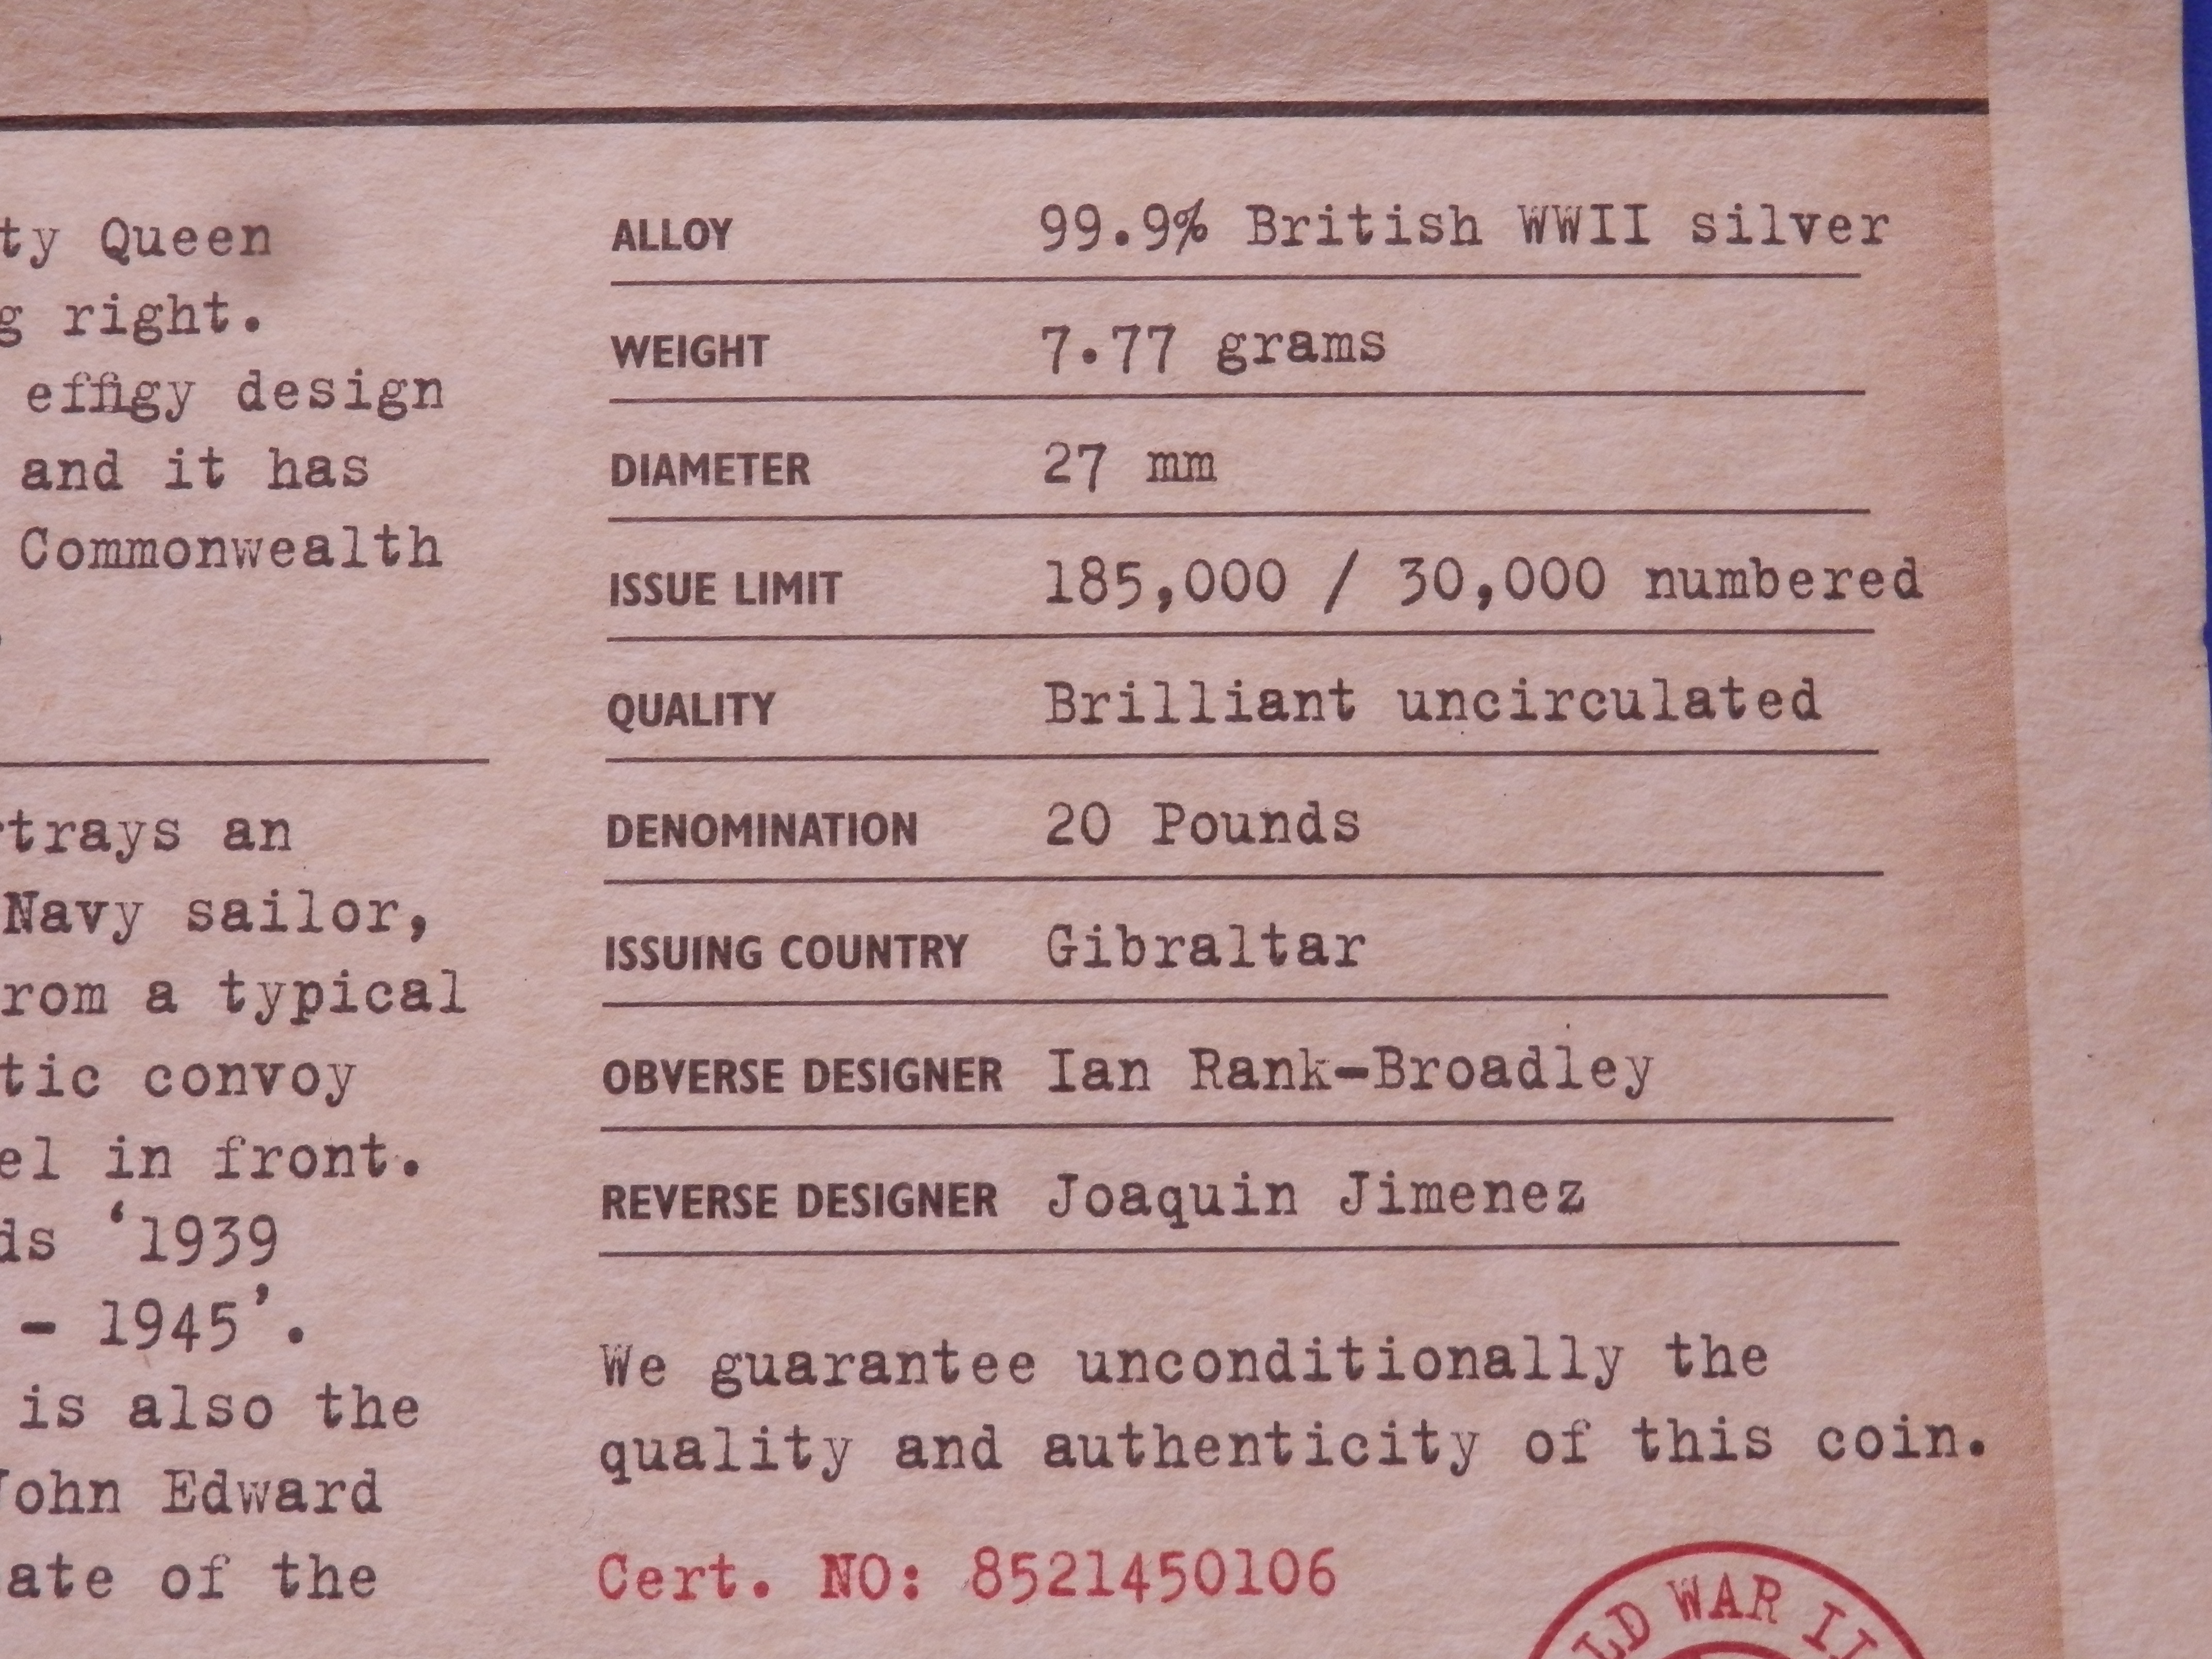 ty Queen
g right.
effigy design
and it has
Commonwealth
trays an
Navy sailor,
rom a typical
tic convoy
el in front.
ds ‘1939
– 1945’.
is also the
John Edward
ate of the
ALLOY 99.9% British WWII silver
WEIGHT 7.77 grams
DIAMETER 27 mm
ISSUE LIMIT 185,000 / 30,000 numbered
QUALITY Brilliant uncirculated
DENOMINATION 20 Pounds
ISSUING COUNTRY Gibraltar
OBVERSE DESIGNER Ian Rank-Broadley
REVERSE DESIGNER Joaquin Jimenez
We guarantee unconditionally the
quality and authenticity of this coin.
Cert. NO: 8521450106
LD WAR II